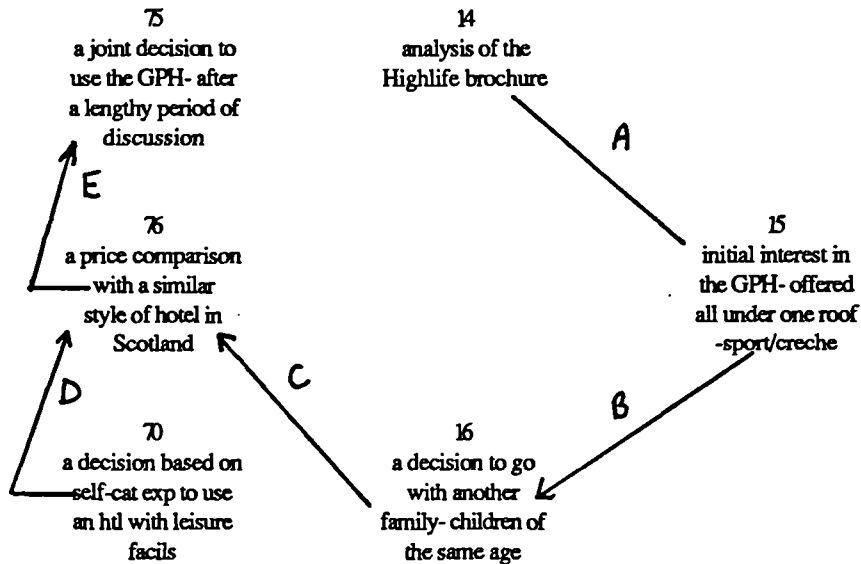 75
a joint decision to
use the GPH- after
a lengthy period of
discussion
14
analysis of the
Highlife brochure
A
E
76
a price comparison
with a similar
style of hotel in
Scotland
15
initial interest in
the GPH- offered
all under one roof
-sport/creche
D
C
B
70
a decision based on
self-cat exp to use
an htl with leisure
facils
16
a decision to go
with another
family- children of
the same age